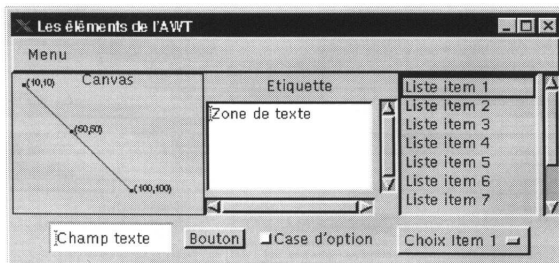 Les éléments de l'AWT
Menu
Canvas
(10,10)
(50,50)
(100,100)
Etiquette
Zone de texte
Liste item 1
Liste item 2
Liste item 3
Liste item 4
Liste item 5
Liste item 6
Liste item 7
Champ texte
Bouton
Case d'option
Choix Item 1